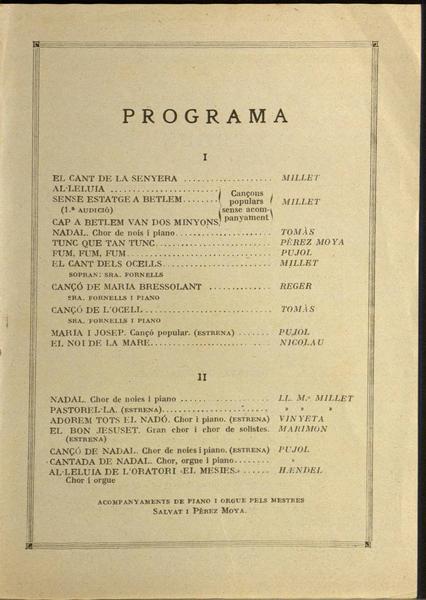 PROGRAMA
I
EL CANT DE LA SENYERA .................. MILLET
AL·LELUIA ......................
SENSE ESTATGE A BETLEM........ Cançons populars sense acompanyament MILLET
(1.ª AUDICIÓ)
CAP A BETLEM VAN DOS MINYONS.
NADAL. Chor de nois i piano.................... TOMÀS
TUNC QUE TAN TUNC........................ PÉREZ MOYA
FUM, FUM, FUM.............................. PUJOL
EL CANT DELS OCELLS...................... MILLET
SOPRAN: SRA. FORNELLS
CANÇÓ DE MARIA BRESSOLANT ............ REGER
SRA. FORNELLS I PIANO
CANÇÓ DE L'OCELL.......................... TOMÀS
SRA. FORNELLS I PIANO
MARIA I JOSEP. Cançó popular. (ESTRENA) ....... PUJOL
EL NOI DE LA MARE......................... NICOLAU
II
NADAL. Chor de noies i piano ................. LL. M.ª MILLET
PASTOREL·LA. (ESTRENA)..................... » » »
ADOREM TOTS EL NADÓ. Chor i piano. (ESTRENA) VINYETA
EL BON JESUSET. Gran chor i chor de solistes. MARIMON
(ESTRENA)
CANÇÓ DE NADAL. Chor de noies i piano. (ESTRENA) PUJOL
CANTADA DE NADAL. Chor, orgue i piano........ »
AL·LELUIA DE L'ORATORI «EL MESIES.» ....... HÆNDEL
Chor i orgue
ACOMPANYAMENTS DE PIANO I ORGUE PELS MESTRES
SALVAT I PÉREZ MOYA.